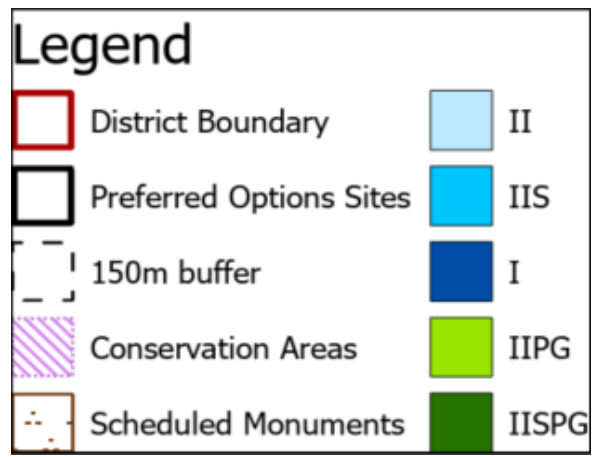 Legend
District Boundary
II
Preferred Options Sites
IIS
150m buffer
I
Conservation Areas
IIPG
Scheduled Monuments
IISPG